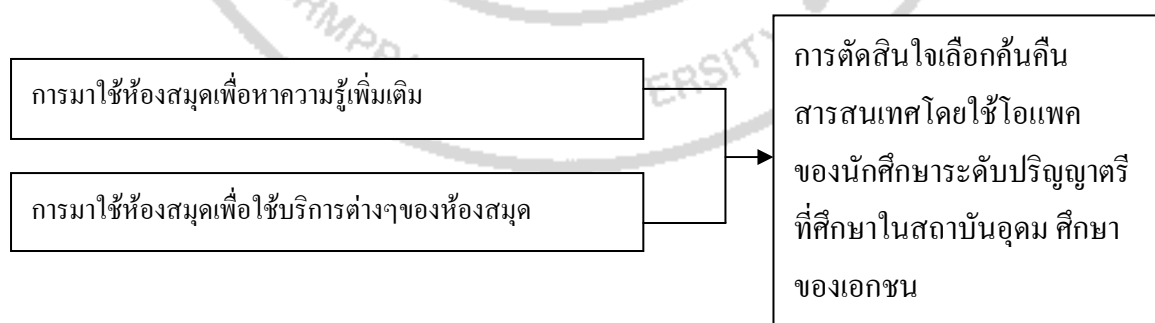 การมาใช้ห้องสมุดเพื่อหาความรู้เพิ่มเติม
การมาใช้ห้องสมุดเพื่อใช้บริการต่างๆของห้องสมุด
การตัดสินใจเลือกค้นคืน
สารสนเทศโดยใช้โอแพค
ของนักศึกษาระดับปริญญาตรี
ที่ศึกษาในสถาบันอุดม ศึกษา
ของเอกชน